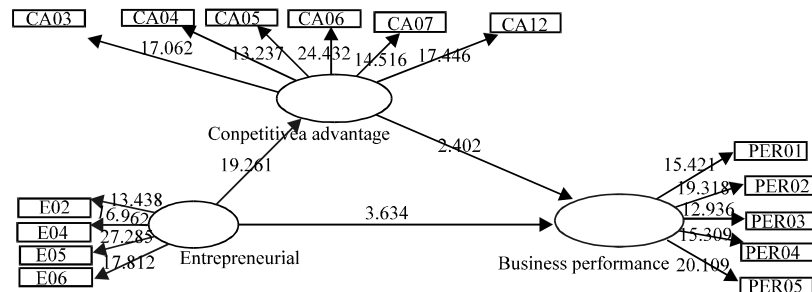 CA03
CA04
CA05
CA06
CA07
CA12
17.062
13.237
24.432
14.516
17.446
Conpetitivea advantage
19.261
2.402
PER01
PER02
PER03
PER04
PER05
15.421
19.318
12.936
15.309
20.109
E02
E04
E05
E06
13.438
16.962
27.285
17.812
3.634
Entrepreneurial
Business performance